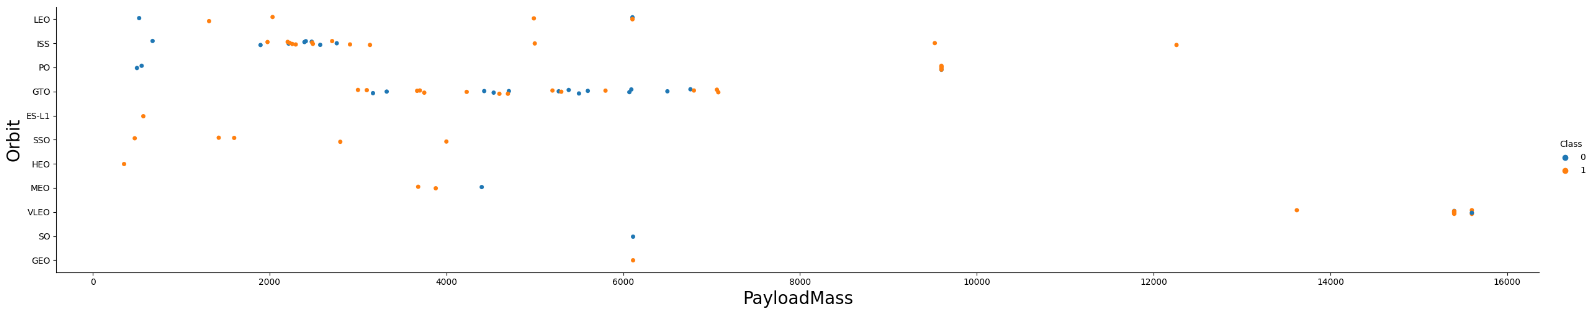 Orbit
LEO
ISS
PO
GTO
ES-L1
SSO
HEO
MEO
VLEO
SO
GEO
0 2000 4000 6000 8000 10000 12000 14000 16000
PayloadMass
Class
0
1